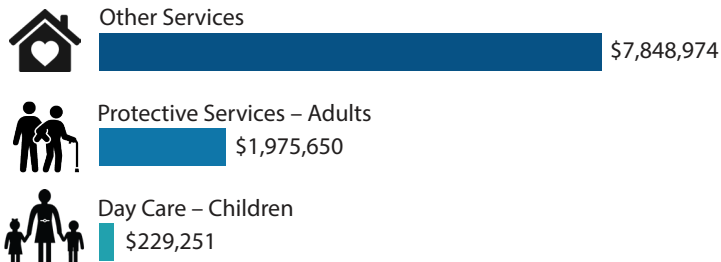 Other Services
$7,848,974
Protective Services – Adults
$1,975,650
Day Care – Children
$229,251